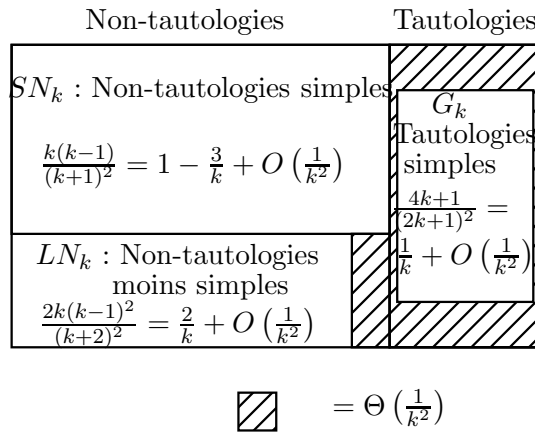 Non-tautologies
Tautologies
SN_k : Non-tautologies simples
\frac{k(k-1)}{(k+1)^2} = 1 - \frac{3}{k} + O\left(\frac{1}{k^2}\right)
G_k
Tautologies
simples
\frac{4k+1}{(2k+1)^2} =
\frac{1}{k} + O\left(\frac{1}{k^2}\right)
LN_k : Non-tautologies
moins simples
\frac{2k(k-1)^2}{(k+2)^2} = \frac{2}{k} + O\left(\frac{1}{k^2}\right)
= \Theta\left(\frac{1}{k^2}\right)